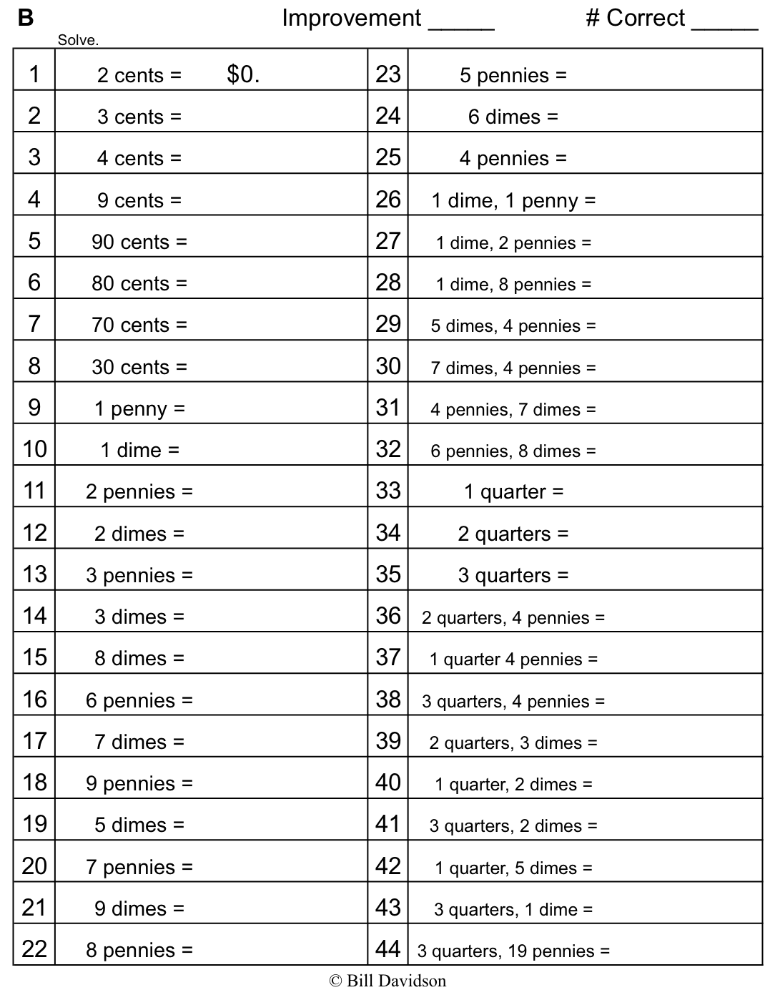 B Improvement _____ # Correct _____
Solve.
1 2 cents = $0.
2 3 cents =
3 4 cents =
4 9 cents =
5 90 cents =
6 80 cents =
7 70 cents =
8 30 cents =
9 1 penny =
10 1 dime =
11 2 pennies =
12 2 dimes =
13 3 pennies =
14 3 dimes =
15 8 dimes =
16 6 pennies =
17 7 dimes =
18 9 pennies =
19 5 dimes =
20 7 pennies =
21 9 dimes =
22 8 pennies =
23 5 pennies =
24 6 dimes =
25 4 pennies =
26 1 dime, 1 penny =
27 1 dime, 2 pennies =
28 1 dime, 8 pennies =
29 5 dimes, 4 pennies =
30 7 dimes, 4 pennies =
31 4 pennies, 7 dimes =
32 6 pennies, 8 dimes =
33 1 quarter =
34 2 quarters =
35 3 quarters =
36 2 quarters, 4 pennies =
37 1 quarter 4 pennies =
38 3 quarters, 4 pennies =
39 2 quarters, 3 dimes =
40 1 quarter, 2 dimes =
41 3 quarters, 2 dimes =
42 1 quarter, 5 dimes =
43 3 quarters, 1 dime =
44 3 quarters, 19 pennies =
© Bill Davidson